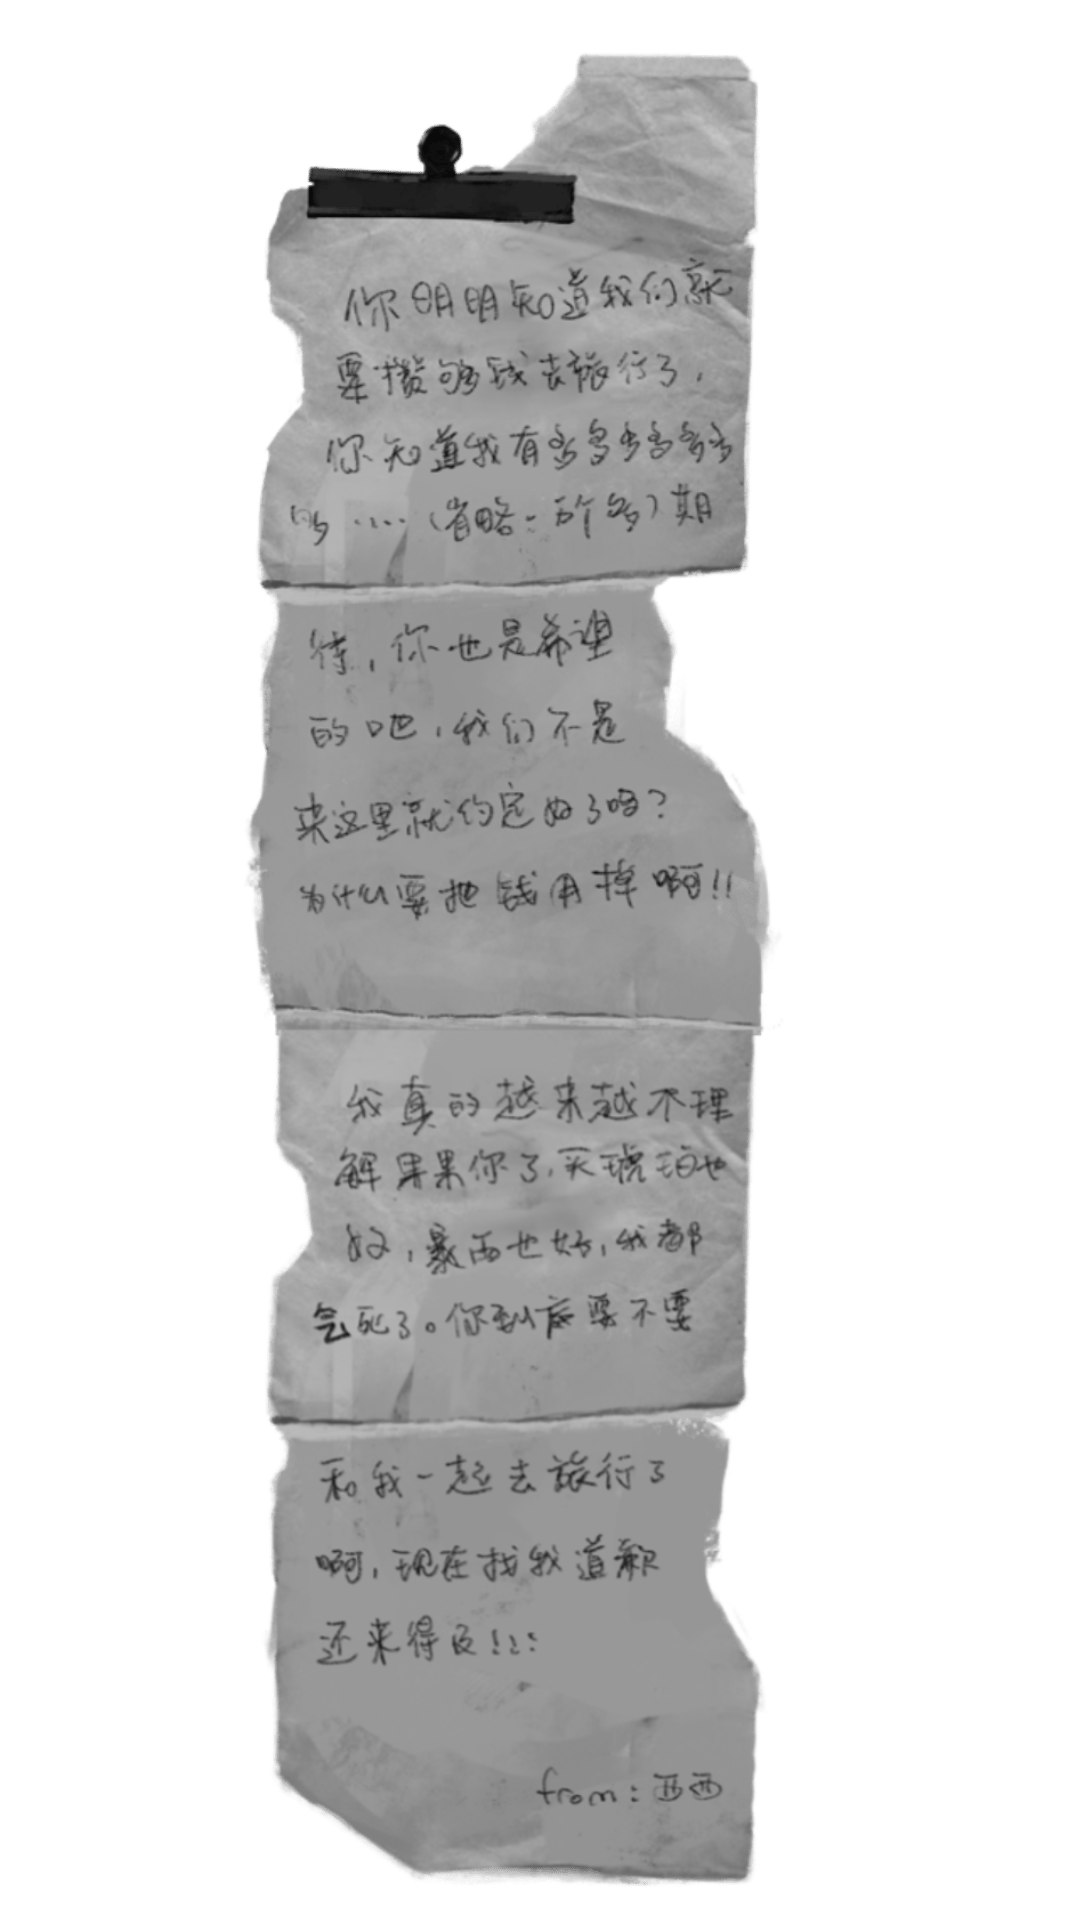 你明明知道我们就
要攒够钱去旅行了，
你知道我有多多多多多多
多……（省略一万个多）期
待，你也是希望
的吧，我们不是
来这里就约定好了吗？
为什么要把钱用掉啊！！
我真的越来越不理
解果果你了，买琥珀也
好，墨西也好，我都
气死了。你到底要不要
和我一起去旅行了
啊，现在找我道歉
还来得及！！！
from：西西